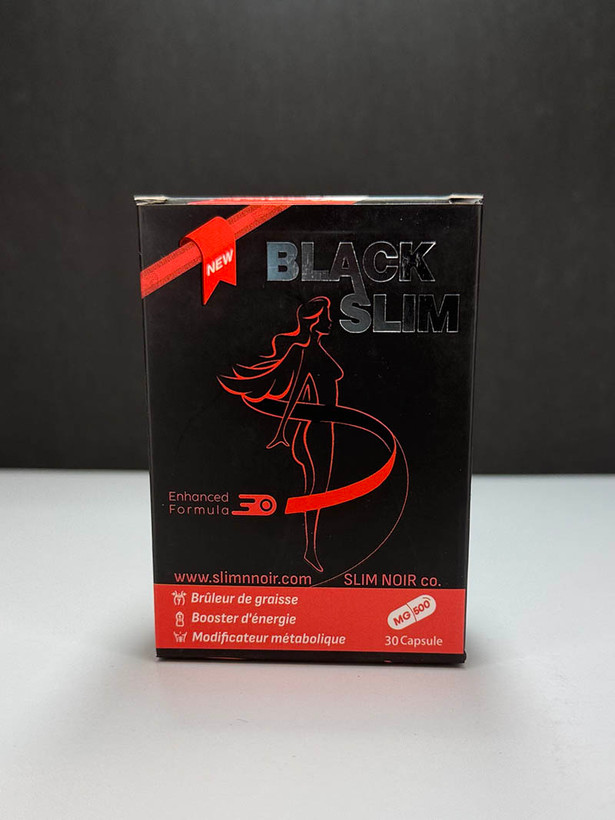 NEW
BLACK
SLIM
Enhanced
Formula
www.slimnnoir.com SLIM NOIR co.
Brûleur de graisse
Booster d'énergie
Modificateur métabolique
MG 500
30 Capsule